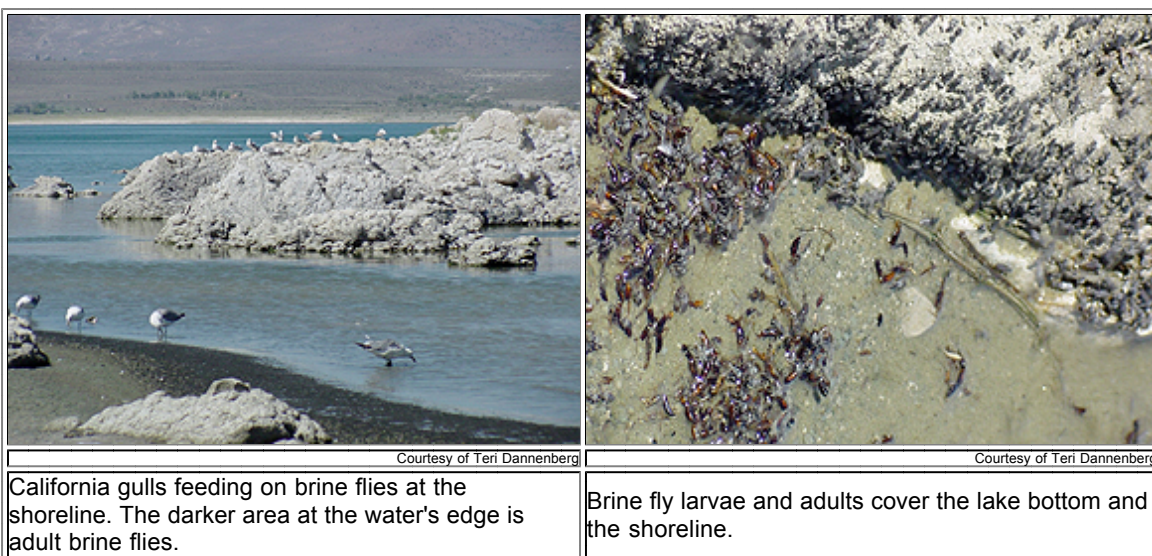 Courtesy of Teri Dannenberg
Courtesy of Teri Dannenberg
California gulls feeding on brine flies at the
shoreline. The darker area at the water's edge is
adult brine flies.
Brine fly larvae and adults cover the lake bottom and
the shoreline.